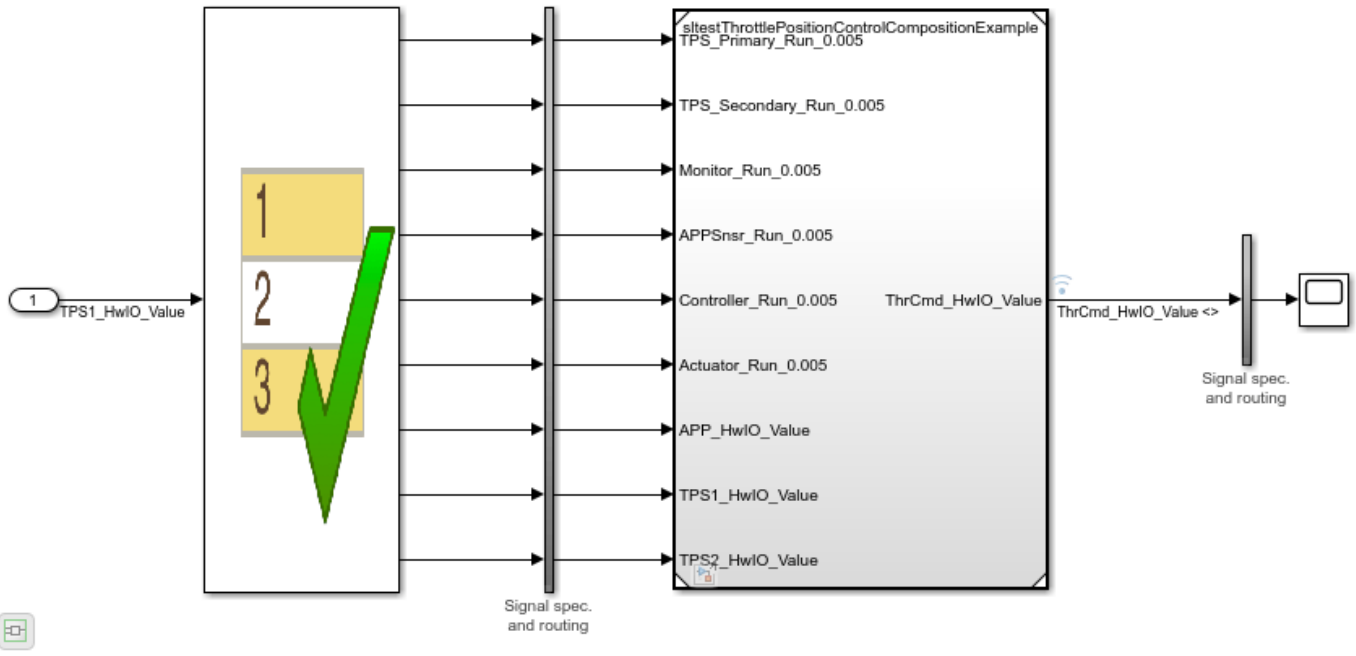 sltestThrottlePositionControlCompositionExample
TPS_Primary_Run_0.005
TPS_Secondary_Run_0.005
Monitor_Run_0.005
APPSnsr_Run_0.005
1
2
3
1
TPS1_HwIO_Value
Controller_Run_0.005
ThrCmd_HwIO_Value
ThrCmd_HwIO_Value <>
Actuator_Run_0.005
APP_HwIO_Value
TPS1_HwIO_Value
TPS2_HwIO_Value
Signal spec.
and routing
Signal spec.
and routing